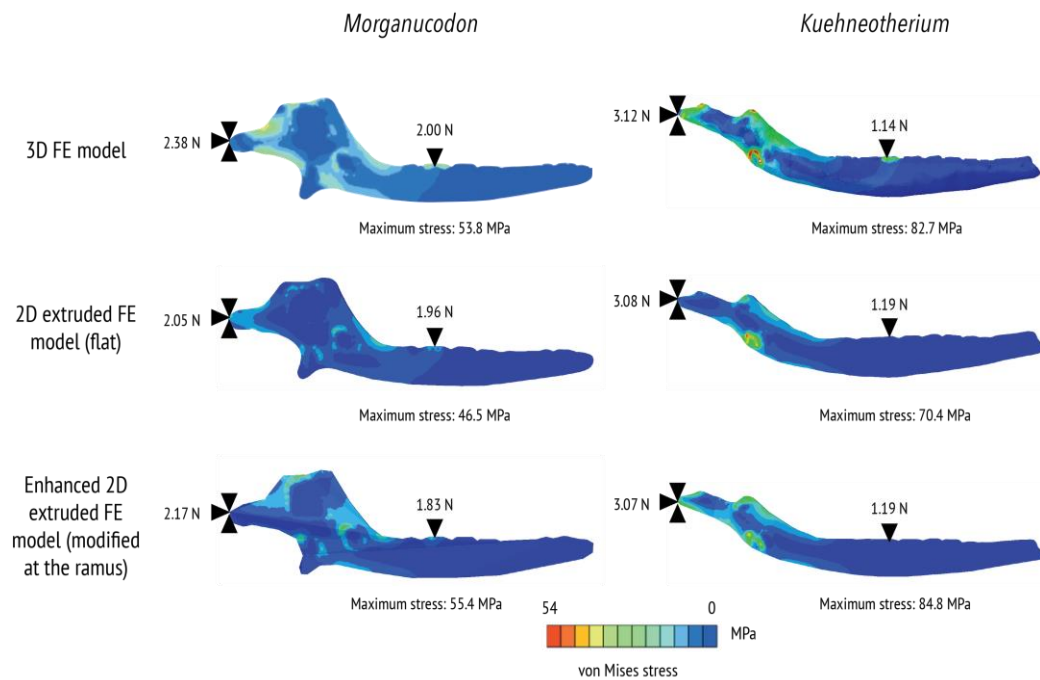 Morganucodon
Kuehneotherium
3D FE model
2.38 N
2.00 N
Maximum stress: 53.8 MPa
3.12 N
1.14 N
Maximum stress: 82.7 MPa
2D extruded FE
model (flat)
2.05 N
1.96 N
Maximum stress: 46.5 MPa
3.08 N
1.19 N
Maximum stress: 70.4 MPa
Enhanced 2D
extruded FE
model (modified
at the ramus)
2.17 N
1.83 N
Maximum stress: 55.4 MPa
3.07 N
1.19 N
Maximum stress: 84.8 MPa
54
0
MPa
von Mises stress